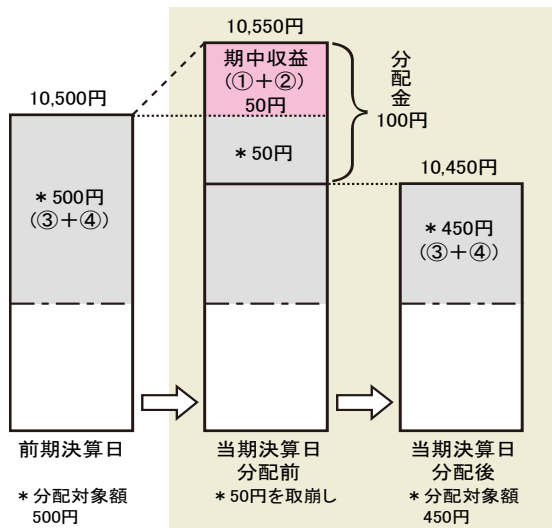 10,500円
＊500円
(③＋④)
前期決算日
＊分配対象額
500円
10,550円
期中収益
(①＋②)
50円
＊50円
分配金
100円
当期決算日
分配前
＊50円を取崩し
10,450円
＊450円
(③＋④)
当期決算日
分配後
＊分配対象額
450円